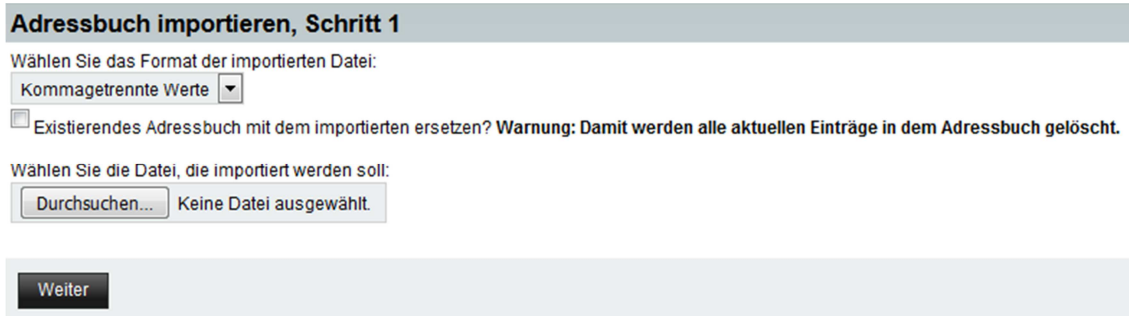 Adressbuch importieren, Schritt 1
Wählen Sie das Format der importierten Datei:
Kommagetrennte Werte
Existierendes Adressbuch mit dem importierten ersetzen? Warnung: Damit werden alle aktuellen Einträge in dem Adressbuch gelöscht.
Wählen Sie die Datei, die importiert werden soll:
Durchsuchen... Keine Datei ausgewählt.
Weiter